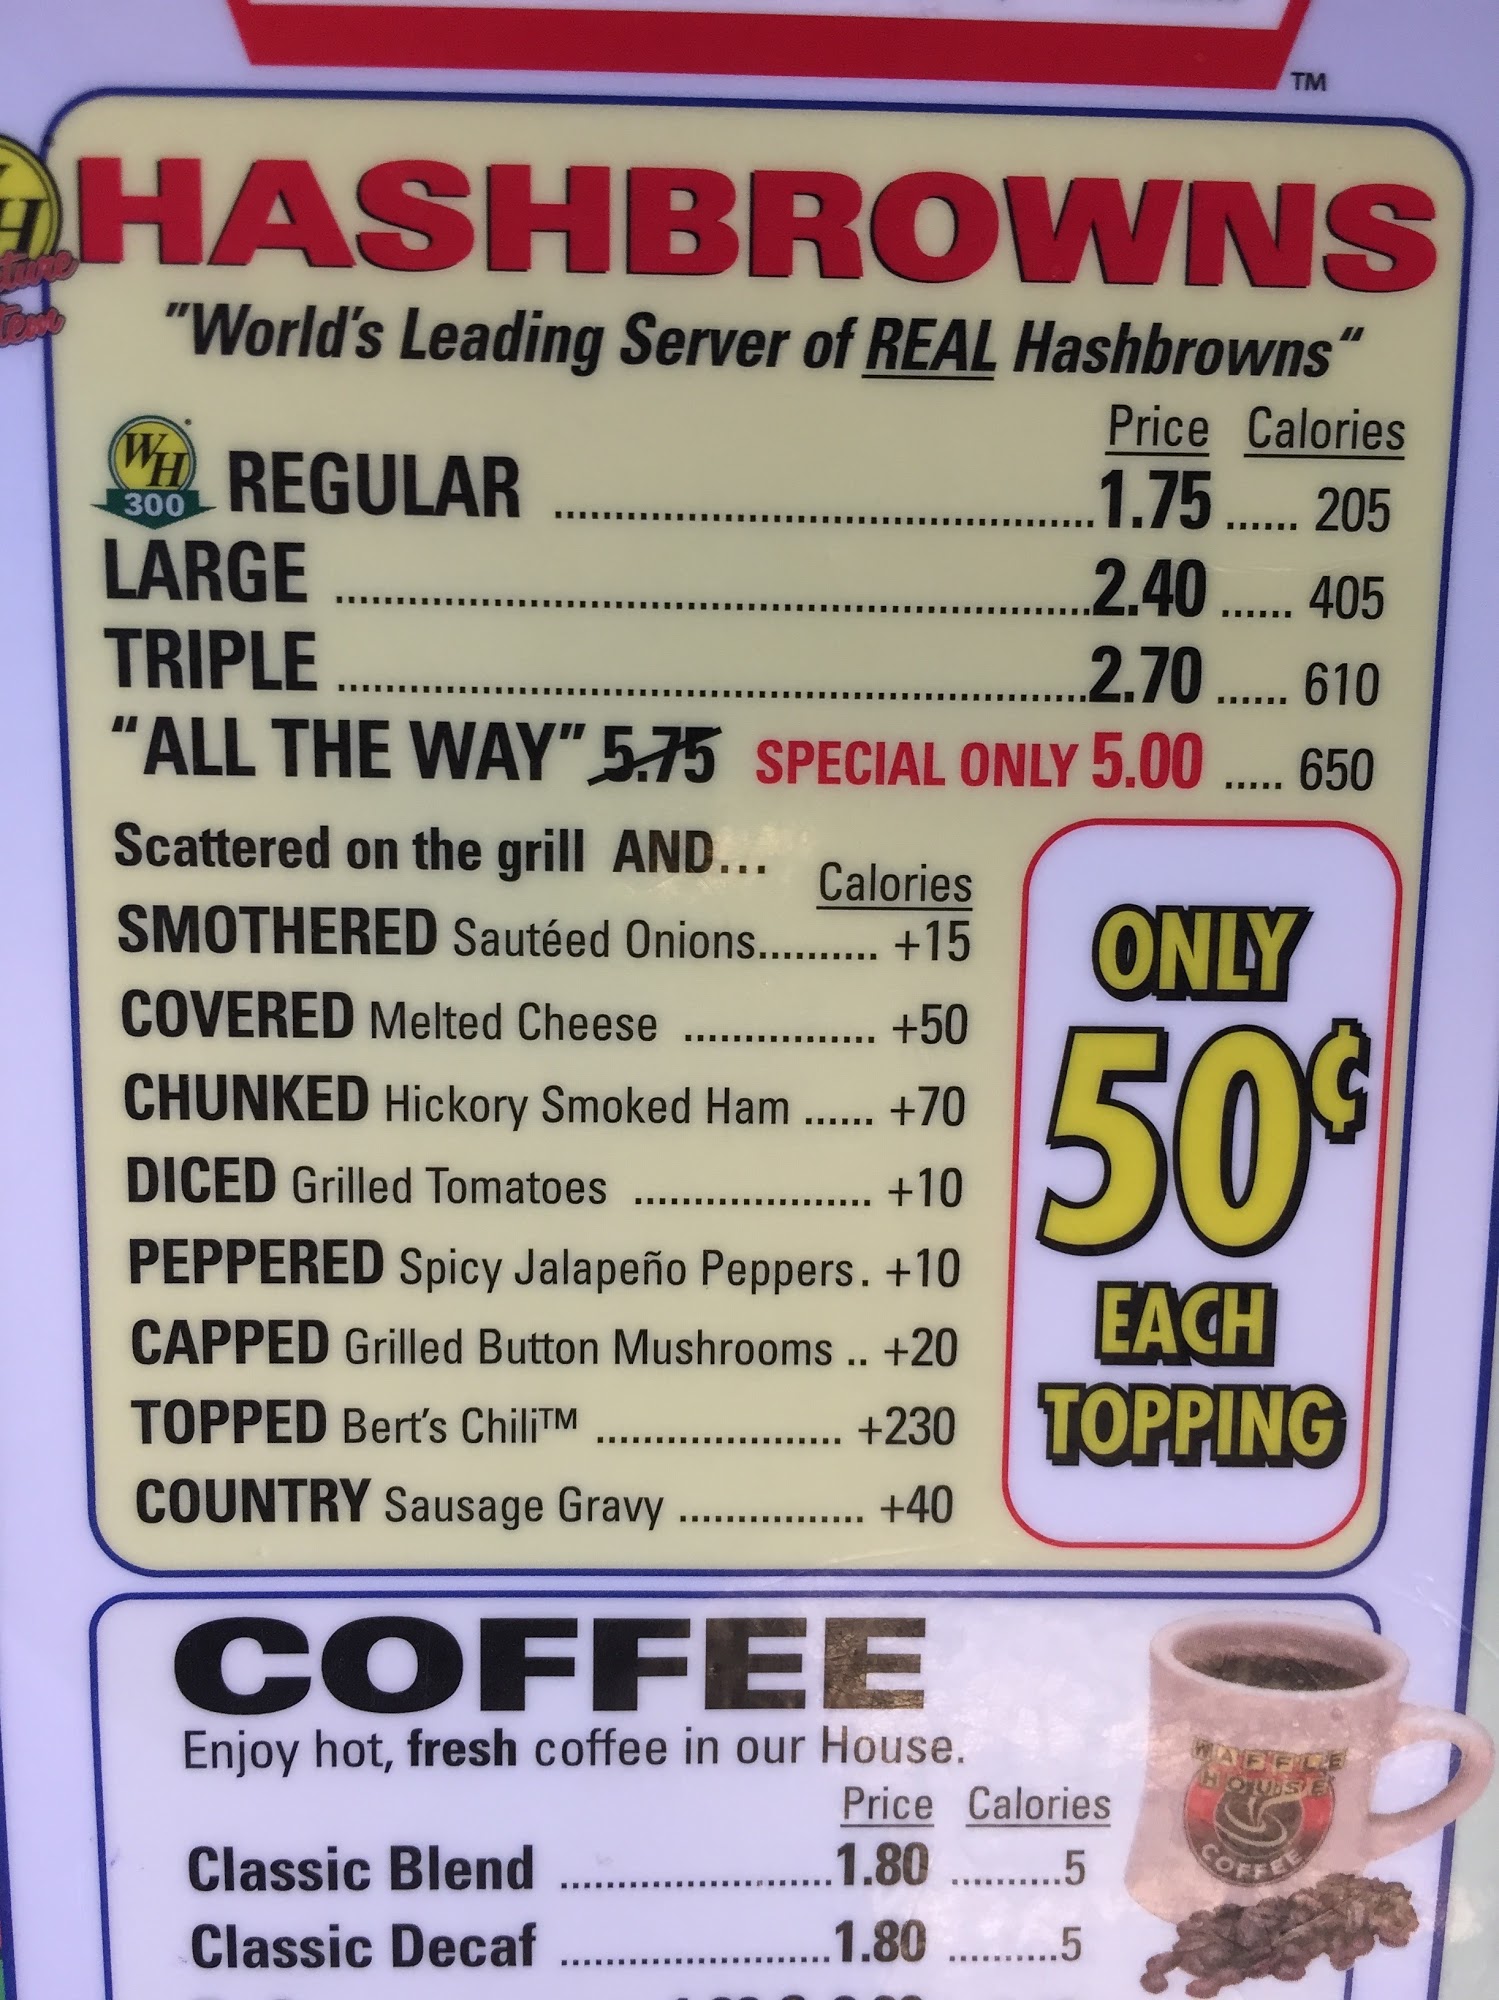 TM
HASHBROWNS
"World's Leading Server of REAL Hashbrowns“
Price Calories
WH 300 REGULAR ........ 1.75 ...... 205
LARGE ........ 2.40 ...... 405
TRIPLE ........ 2.70 ...... 610
“ALL THE WAY” 5.75 SPECIAL ONLY 5.00 ..... 650
Scattered on the grill AND...
Calories
SMOTHERED Sautéed Onions.......... +15
COVERED Melted Cheese ................ +50
CHUNKED Hickory Smoked Ham ...... +70
DICED Grilled Tomatoes .................... +10
PEPPERED Spicy Jalapeño Peppers. +10
CAPPED Grilled Button Mushrooms .. +20
TOPPED Bert's Chili™ ..................... +230
COUNTRY Sausage Gravy ................ +40
ONLY
50¢
EACH
TOPPING
COFFEE
Enjoy hot, fresh coffee in our House.
Price Calories
Classic Blend ....................... 1.80 ..........5
Classic Decaf ....................... 1.80 ..........5
WAFFLE
HOUSE
COFFEE